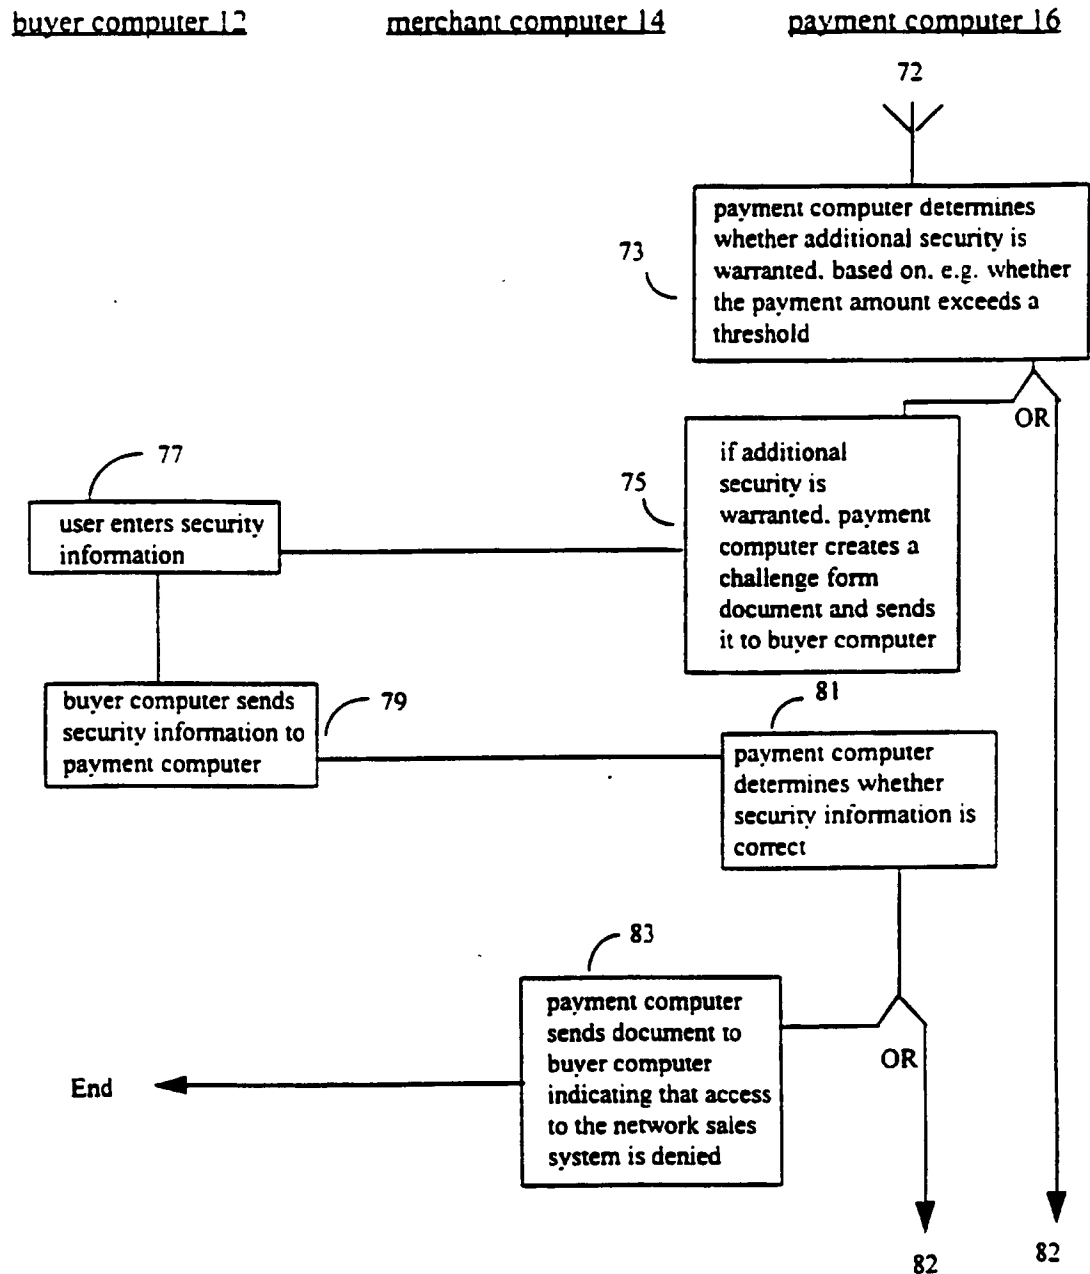 buyer computer 12
merchant computer 14
payment computer 16
72
payment computer determines
whether additional security is
warranted. based on. e.g. whether
the payment amount exceeds a
threshold
73
OR
if additional
security is
warranted. payment
computer creates a
challenge form
document and sends
it to buyer computer
75
77
user enters security
information
buyer computer sends
security information to
payment computer
79
81
payment computer
determines whether
security information is
correct
83
payment computer
sends document to
buyer computer
indicating that access
to the network sales
system is denied
OR
End
82
82